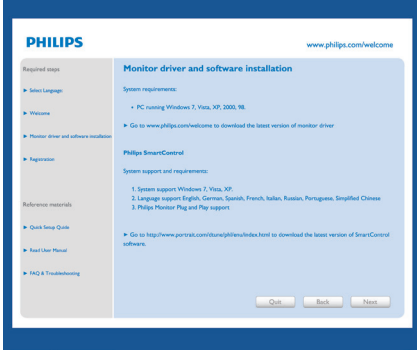 PHILIPS
www.philips.com/welcome
Required steps
Select Language:
Welcome
Monitor driver and software installation
Registration
Reference materials
Quick Setup Quide
Read User Manual
FAQ & Troubleshooting
Monitor driver and software installation
System requirements:
• PC running Windows 7, Vista, XP, 2000, 98.
► Go to www.philips.com/welcome to download the latest version of monitor driver
Philips SmartControl
System support and requirements:
1. System support Windows 7, Vista, XP.
2. Language support English, German, Spanish, French, Italian, Russian, Portuguese, Simplified Chinese
3. Philips Monitor Plug and Play support
► Go to http://www.portrait.com/dtune/phl/enu/index.html to download the latest version of SmartControl
software.
Quit
Back
Next